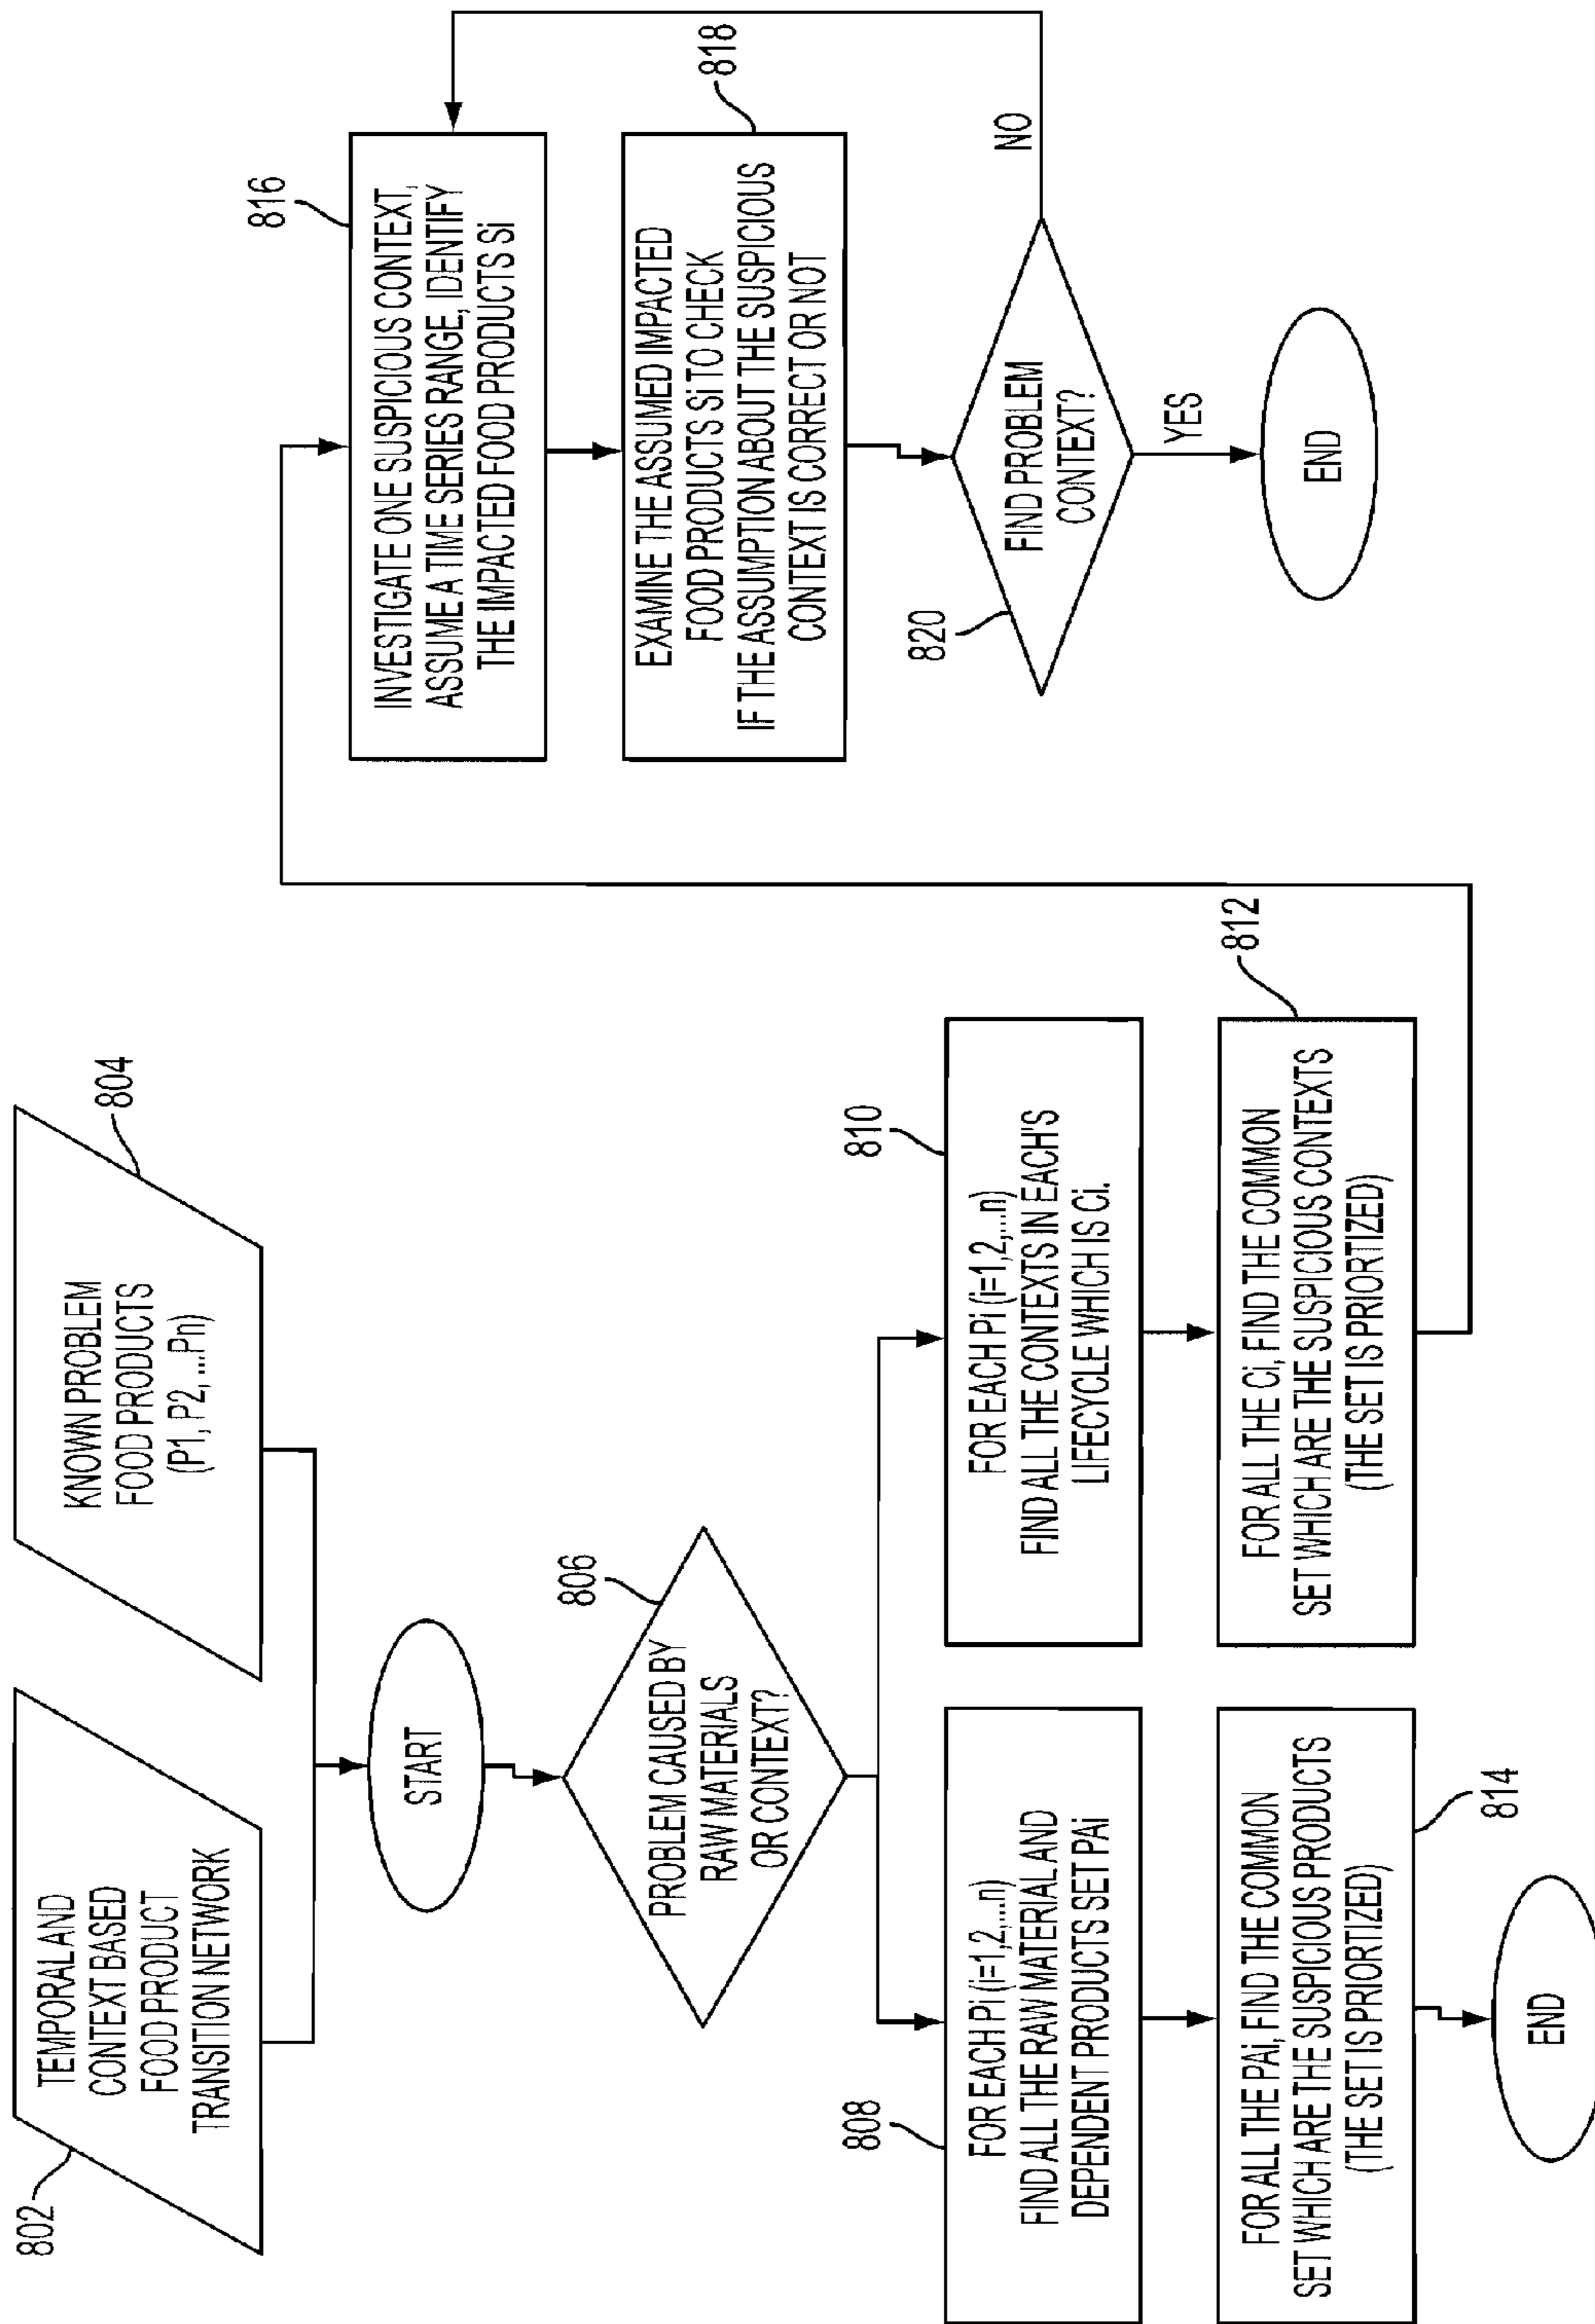 802
TEMPORAL AND
CONTEXT BASED
FOOD PRODUCT
TRANSITION NETWORK
804
KNOWN PROBLEM
FOOD PRODUCTS
(P1, P2, ...Pn)
START
806
PROBLEM CAUSED BY
RAW MATERIALS
OR CONTEXT?
808
FOR EACH Pi (i=1,2,...n)
FIND ALL THE RAW MATERIAL AND
DEPENDENT PRODUCTS SET PAi
814
FOR ALL THE PAi, FIND THE COMMON
SET WHICH ARE THE SUSPICIOUS PRODUCTS
(THE SET IS PRIORTIZED)
END
810
FOR EACH Pi (i=1,2,...n)
FIND ALL THE CONTEXTS IN EACH'S
LIFECYCLE WHICH IS Ci.
812
FOR ALL THE Ci, FIND THE COMMON
SET WHICH ARE THE SUSPICIOUS CONTEXTS
(THE SET IS PRIORTIZED)
816
INVESTIGATE ONE SUSPICIOUS CONTEXT,
ASSUME A TIME SERIES RANGE, IDENTIFY
THE IMPACTED FOOD PRODUCTS Si
818
EXAMINE THE ASSUMED IMPACTED
FOOD PRODUCTS Si TO CHECK
IF THE ASSUMPTION ABOUT THE SUSPICIOUS
CONTEXT IS CORRECT OR NOT
820
FIND PROBLEM
CONTEXT?
NO
YES
END